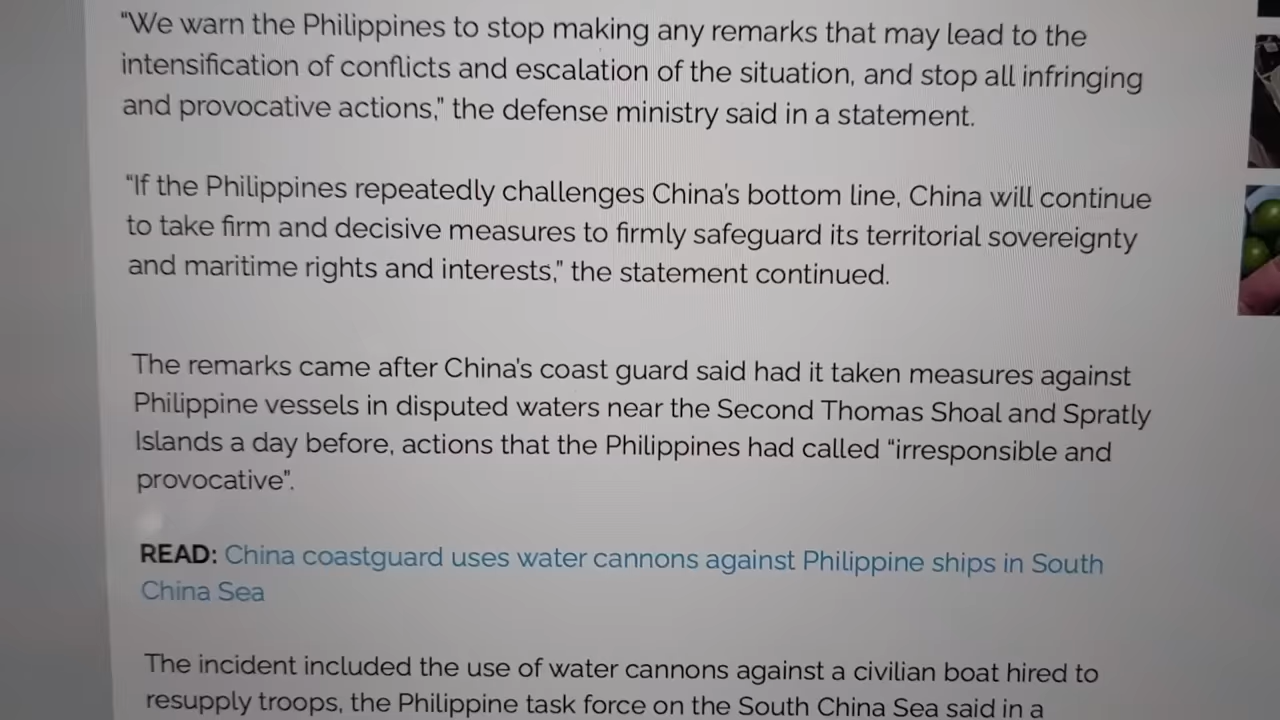 “We warn the Philippines to stop making any remarks that may lead to the
intensification of conflicts and escalation of the situation, and stop all infringing
and provocative actions,” the defense ministry said in a statement.
“If the Philippines repeatedly challenges China’s bottom line, China will continue
to take firm and decisive measures to firmly safeguard its territorial sovereignty
and maritime rights and interests,” the statement continued.
The remarks came after China’s coast guard said had it taken measures against
Philippine vessels in disputed waters near the Second Thomas Shoal and Spratly
Islands a day before, actions that the Philippines had called “irresponsible and
provocative”.
READ: China coastguard uses water cannons against Philippine ships in South
China Sea
The incident included the use of water cannons against a civilian boat hired to
resupply troops, the Philippine task force on the South China Sea said in a